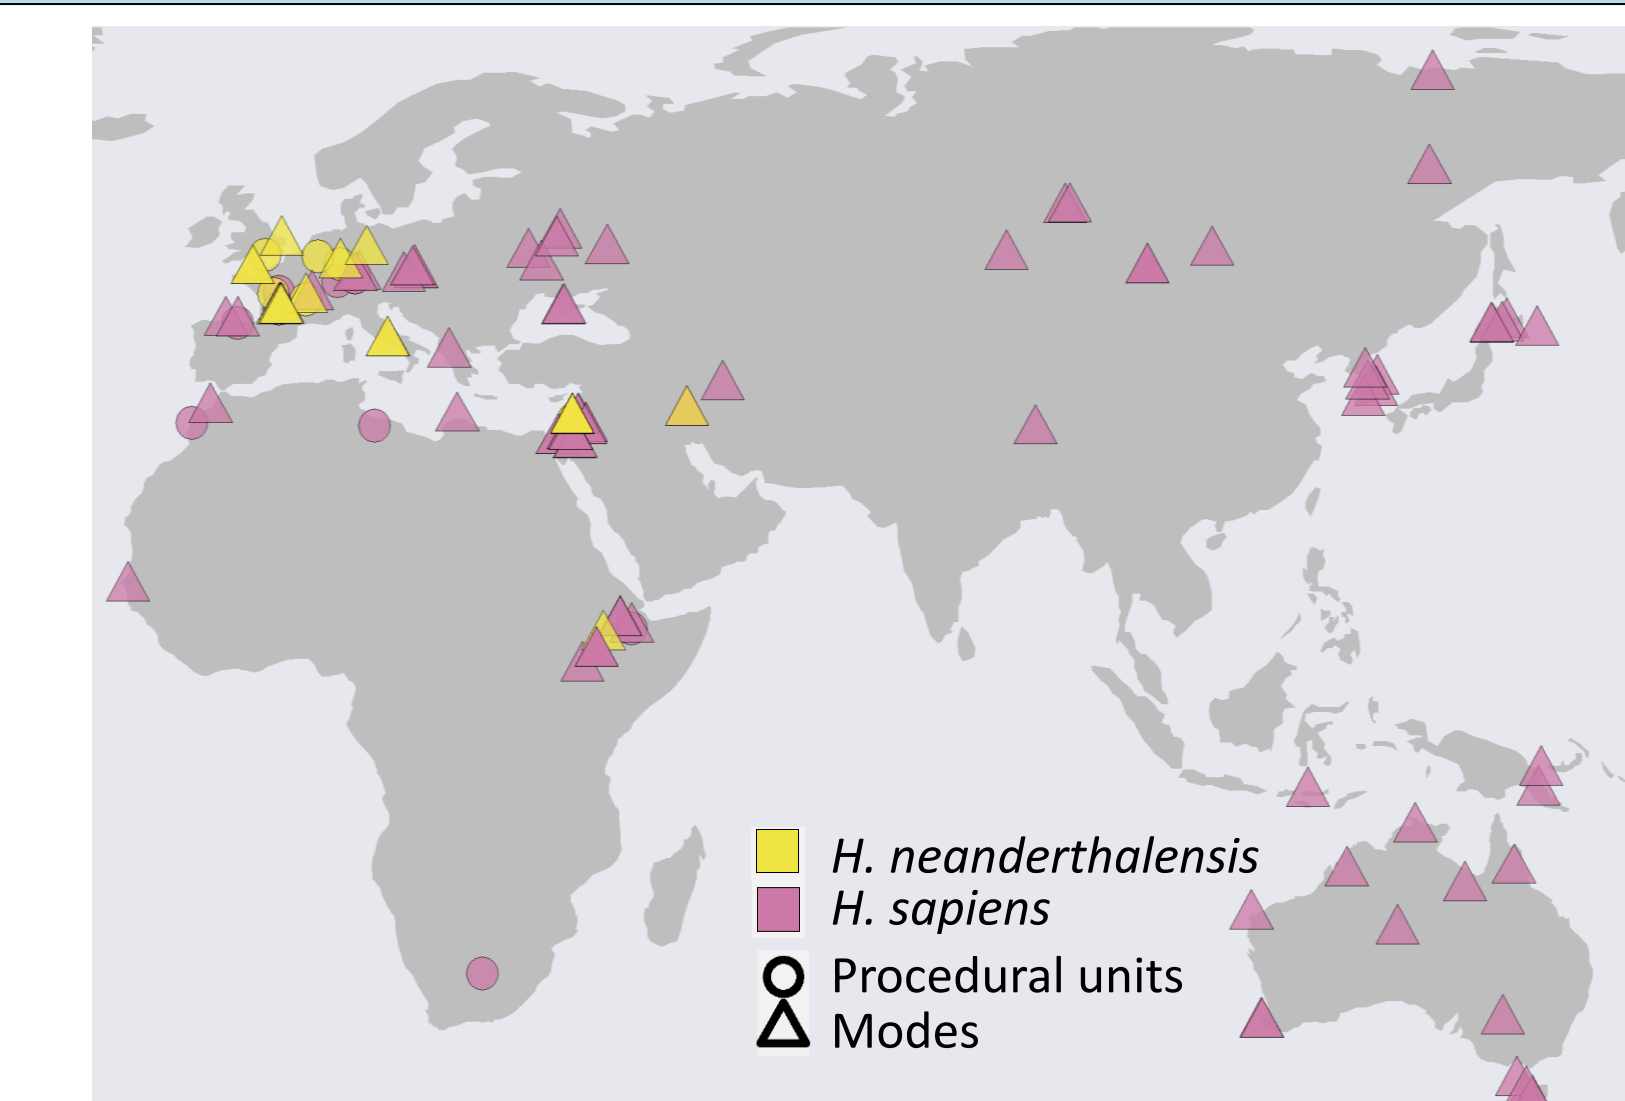 H. neanderthalensis
H. sapiens
Procedural units
Modes